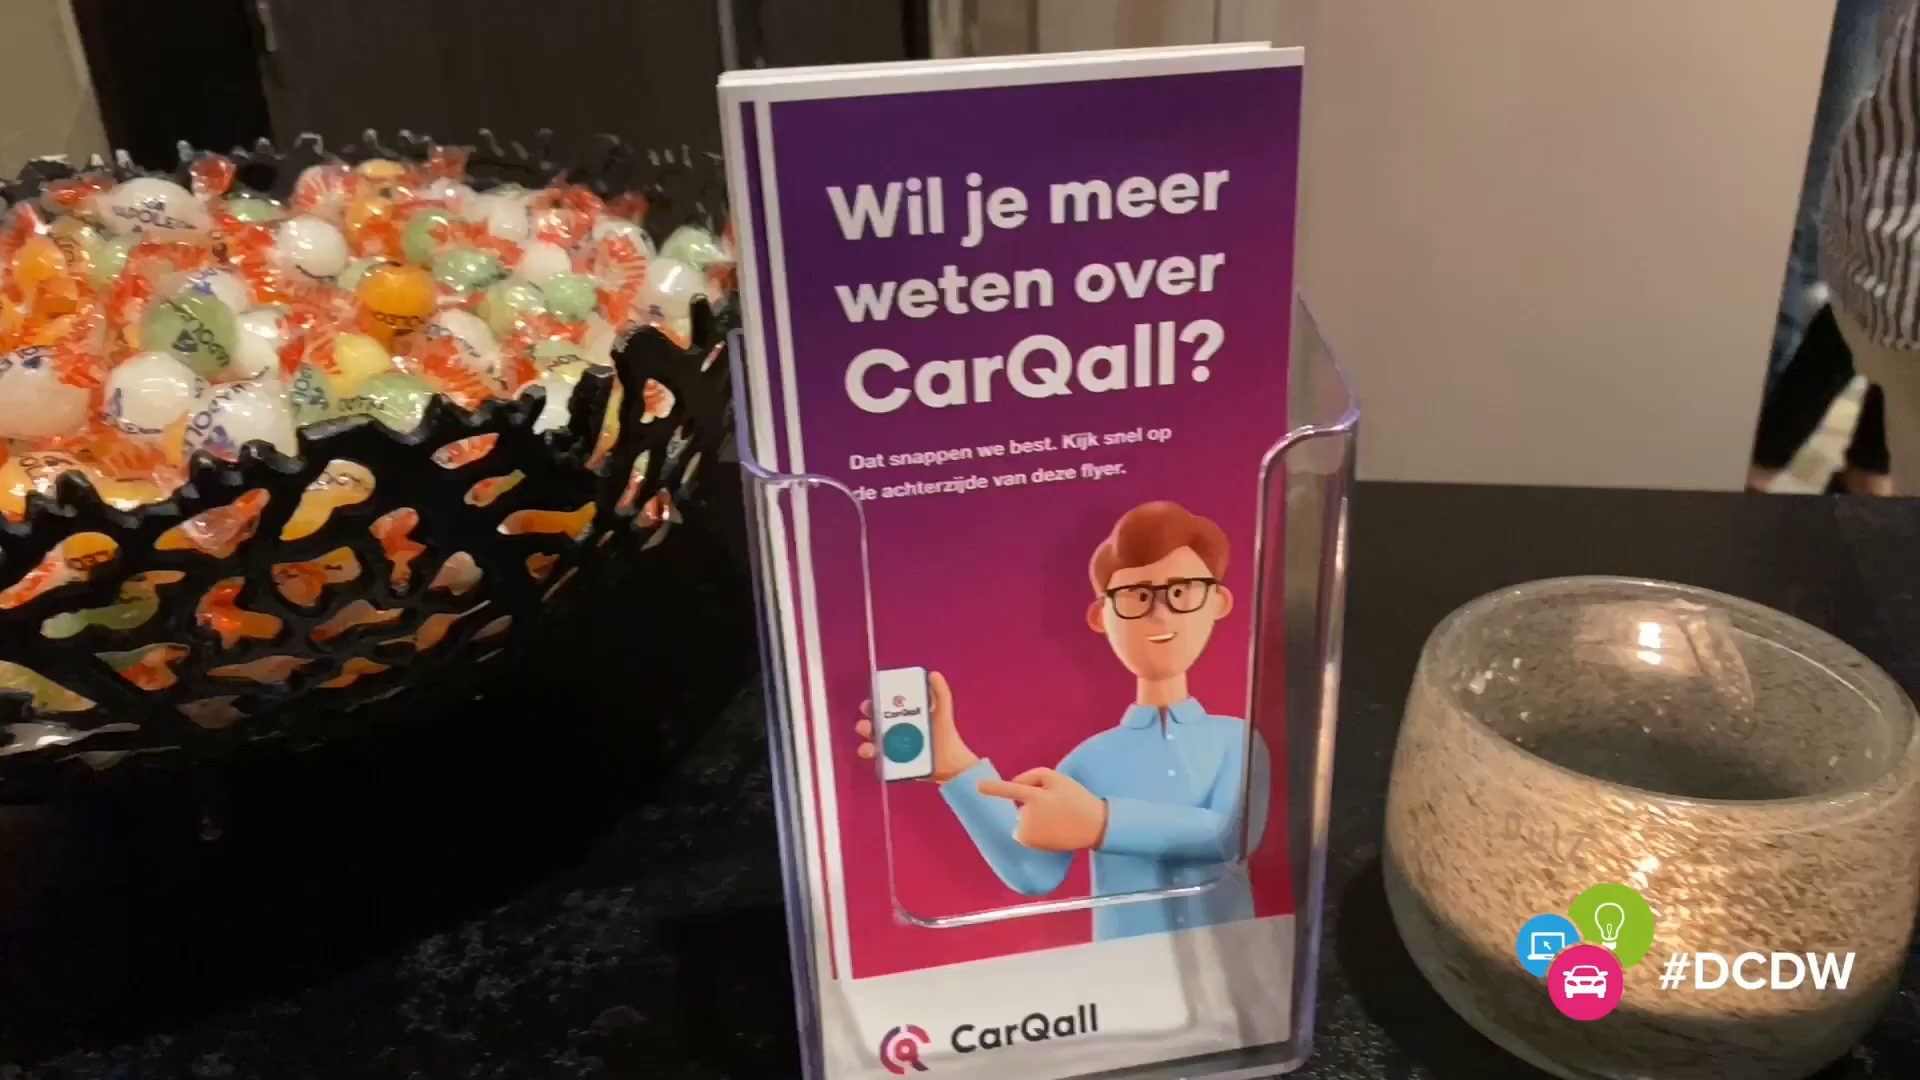 Wil je meer
weten over
CarQall?
Dat snappen we best. Kijk snel op
de achterzijde van deze flyer.
CarQall
CarQall
#DCDW